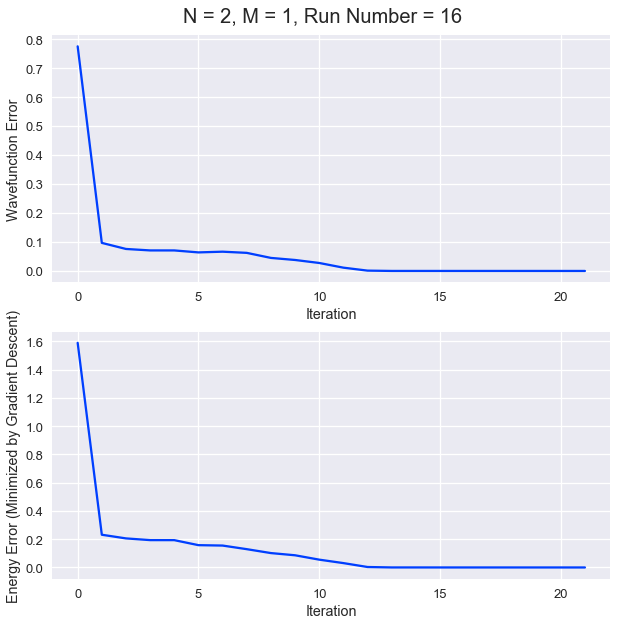 N = 2, M = 1, Run Number = 16
Wavefunction Error
0.8
0.7
0.6
0.5
0.4
0.3
0.2
0.1
0.0
0 5 10 15 20
Iteration
Energy Error (Minimized by Gradient Descent)
1.6
1.4
1.2
1.0
0.8
0.6
0.4
0.2
0.0
0 5 10 15 20
Iteration